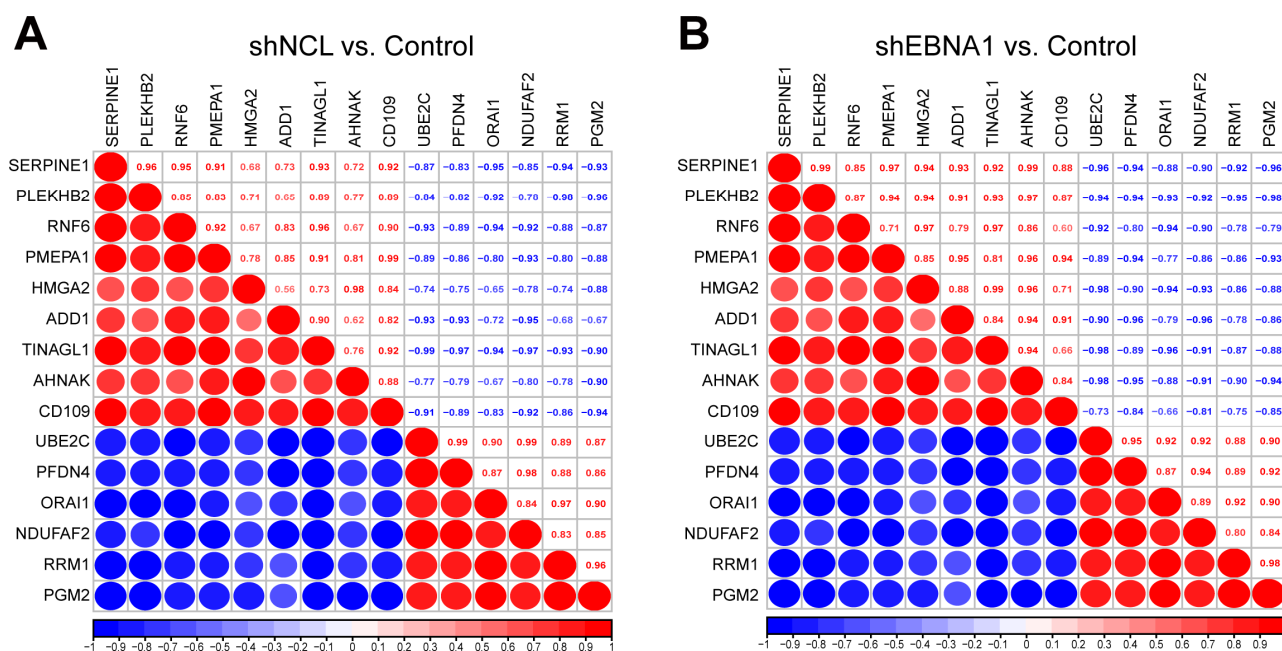 A
shNCL vs. Control
SERPINE1 PLEKHB2 RNF6 PMEPA1 HMGA2 ADD1 TINAGL1 AHNAK CD109 UBE2C PFDN4 ORAI1 NDUFAF2 RRM1 PGM2
SERPINE1 0.96 0.95 0.91 0.68 0.73 0.93 0.72 0.92 −0.87 −0.83 −0.95 −0.85 −0.94 −0.93
PLEKHB2 0.85 0.83 0.71 0.65 0.89 0.77 0.89 −0.84 −0.82 −0.92 −0.78 −0.90 −0.96
RNF6 0.92 0.67 0.83 0.96 0.67 0.90 −0.93 −0.89 −0.94 −0.92 −0.88 −0.87
PMEPA1 0.78 0.85 0.91 0.81 0.99 −0.89 −0.86 −0.80 −0.93 −0.80 −0.88
HMGA2 0.56 0.73 0.98 0.84 −0.74 −0.75 −0.65 −0.78 −0.74 −0.88
ADD1 0.90 0.62 0.82 −0.93 −0.93 −0.72 −0.95 −0.68 −0.67
TINAGL1 0.76 0.92 −0.99 −0.97 −0.94 −0.97 −0.93 −0.90
AHNAK 0.88 −0.77 −0.79 −0.67 −0.80 −0.78 −0.90
CD109 −0.91 −0.89 −0.83 −0.92 −0.86 −0.94
UBE2C 0.99 0.90 0.99 0.89 0.87
PFDN4 0.87 0.98 0.88 0.86
ORAI1 0.84 0.97 0.90
NDUFAF2 0.83 0.85
RRM1 0.96
PGM2
−1 −0.9 −0.8 −0.7 −0.6 −0.5 −0.4 −0.3 −0.2 −0.1 0 0.1 0.2 0.3 0.4 0.5 0.6 0.7 0.8 0.9 1
B
shEBNA1 vs. Control
SERPINE1 PLEKHB2 RNF6 PMEPA1 HMGA2 ADD1 TINAGL1 AHNAK CD109 UBE2C PFDN4 ORAI1 NDUFAF2 RRM1 PGM2
SERPINE1 0.99 0.85 0.97 0.94 0.93 0.92 0.99 0.88 −0.96 −0.94 −0.88 −0.90 −0.92 −0.96
PLEKHB2 0.87 0.94 0.94 0.91 0.93 0.97 0.87 −0.94 −0.94 −0.93 −0.92 −0.95 −0.98
RNF6 0.71 0.97 0.79 0.97 0.86 0.60 −0.92 −0.80 −0.94 −0.90 −0.78 −0.79
PMEPA1 0.85 0.95 0.81 0.96 0.94 −0.89 −0.94 −0.77 −0.86 −0.86 −0.93
HMGA2 0.88 0.99 0.96 0.71 −0.98 −0.90 −0.94 −0.93 −0.86 −0.88
ADD1 0.84 0.94 0.91 −0.90 −0.96 −0.79 −0.96 −0.78 −0.86
TINAGL1 0.94 0.66 −0.98 −0.89 −0.96 −0.91 −0.87 −0.88
AHNAK 0.84 −0.98 −0.95 −0.88 −0.91 −0.90 −0.94
CD109 −0.73 −0.84 −0.66 −0.81 −0.75 −0.85
UBE2C 0.95 0.92 0.92 0.88 0.90
PFDN4 0.87 0.94 0.89 0.92
ORAI1 0.89 0.92 0.90
NDUFAF2 0.80 0.84
RRM1 0.98
PGM2
−1 −0.9 −0.8 −0.7 −0.6 −0.5 −0.4 −0.3 −0.2 −0.1 0 0.1 0.2 0.3 0.4 0.5 0.6 0.7 0.8 0.9